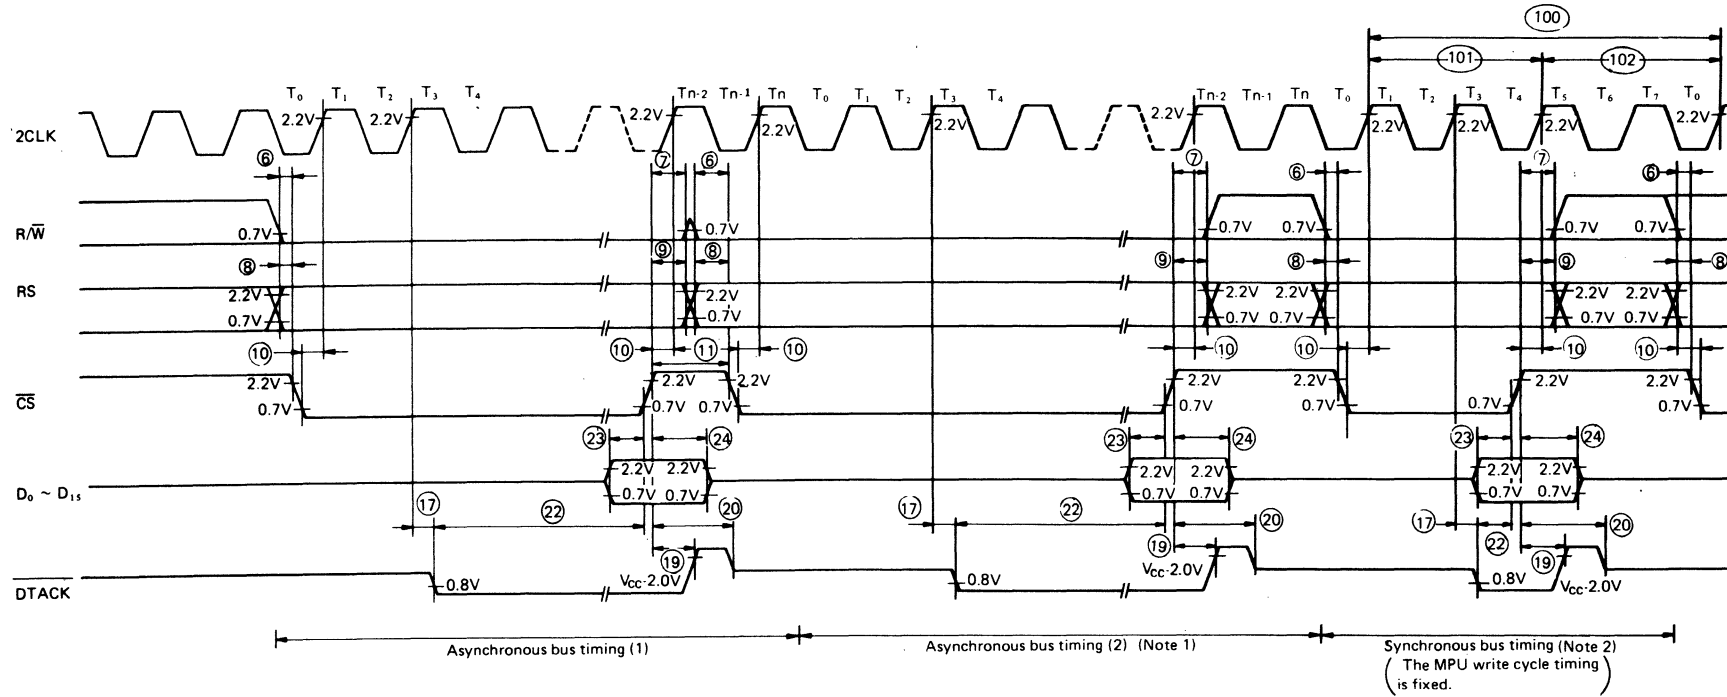 100
101 102
T₀ T₁ T₂ T₃ T₄ Tn-2 Tn-1 Tn T₀ T₁ T₂ T₃ T₄ Tn-2 Tn-1 Tn T₀ T₁ T₂ T₃ T₄ T₅ T₆ T₇ T₀
2CLK 2.2V 2.2V 2.2V 2.2V 2.2V 2.2V 2.2V 2.2V 2.2V 2.2V
⑥ ⑦ ⑥ ⑦ ⑥ ⑦ ⑥
R/W̅ 0.7V 0.7V 0.7V 0.7V 0.7V 0.7V
⑧ ⑨ ⑧ ⑨ ⑧ ⑨ ⑧
RS 2.2V 2.2V 2.2V 2.2V 2.2V 2.2V
0.7V 0.7V 0.7V 0.7V 0.7V 0.7V
⑩ ⑩ ⑪ ⑩ ⑩ ⑩ ⑩ ⑩
C̅S̅ 2.2V 2.2V 2.2V 2.2V 2.2V 2.2V 2.2V
0.7V 0.7V 0.7V 0.7V 0.7V 0.7V 0.7V
㉓ ㉔ ㉓ ㉔ ㉓ ㉔
D₀ ~ D₁₅ 2.2V 2.2V 2.2V 2.2V 2.2V 2.2V
0.7V 0.7V 0.7V 0.7V 0.7V 0.7V
⑰ ㉒ ⑳ ⑰ ㉒ ⑳ ⑰ ㉒ ⑳
⑲ ⑲ ⑲
D̅T̅A̅C̅K̅ 0.8V Vcc-2.0V 0.8V Vcc-2.0V 0.8V Vcc-2.0V
Asynchronous bus timing (1) Asynchronous bus timing (2) (Note 1) Synchronous bus timing (Note 2)
( The MPU write cycle timing
is fixed. )